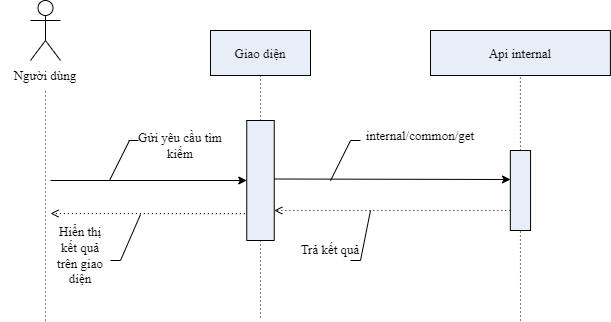 Người dùng
Giao diện
Api internal
Gửi yêu cầu tìm
kiếm
internal/common/get
Hiển thị
kết quả
trên giao
diện
Trả kết quả